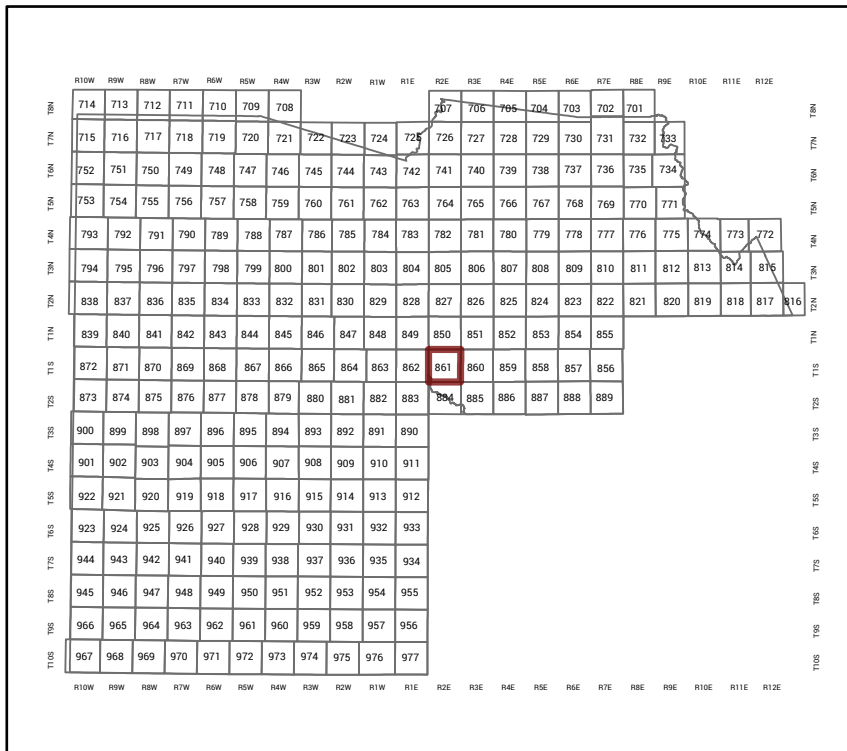 R10W R9W R8W R7W R6W R5W R4W R3W R2W R1W R1E R2E R3E R4E R5E R6E R7E R8E R9E R10E R11E R12E
T8N 714 713 712 711 710 709 708 707 706 705 704 703 702 701 T8N
T7N 715 716 717 718 719 720 721 722 723 724 725 726 727 728 729 730 731 732 733 T7N
T6N 752 751 750 749 748 747 746 745 744 743 742 741 740 739 738 737 736 735 734 T6N
T5N 753 754 755 756 757 758 759 760 761 762 763 764 765 766 767 768 769 770 771 T5N
T4N 793 792 791 790 789 788 787 786 785 784 783 782 781 780 779 778 777 776 775 774 773 772 T4N
T3N 794 795 796 797 798 799 800 801 802 803 804 805 806 807 808 809 810 811 812 813 814 815 T3N
T2N 838 837 836 835 834 833 832 831 830 829 828 827 826 825 824 823 822 821 820 819 818 817 816 T2N
T1N 839 840 841 842 843 844 845 846 847 848 849 850 851 852 853 854 855 T1N
T1S 872 871 870 869 868 867 866 865 864 863 862 861 860 859 858 857 856 T1S
T2S 873 874 875 876 877 878 879 880 881 882 883 884 885 886 887 888 889 T2S
T3S 900 899 898 897 896 895 894 893 892 891 890 T3S
T4S 901 902 903 904 905 906 907 908 909 910 911 T4S
T5S 922 921 920 919 918 917 916 915 914 913 912 T5S
T6S 923 924 925 926 927 928 929 930 931 932 933 T6S
T7S 944 943 942 941 940 939 938 937 936 935 934 T7S
T8S 945 946 947 948 949 950 951 952 953 954 955 T8S
T9S 966 965 964 963 962 961 960 959 958 957 956 T9S
T10S 967 968 969 970 971 972 973 974 975 976 977 T10S
R10W R9W R8W R7W R6W R5W R4W R3W R2W R1W R1E R2E R3E R4E R5E R6E R7E R8E R9E R10E R11E R12E